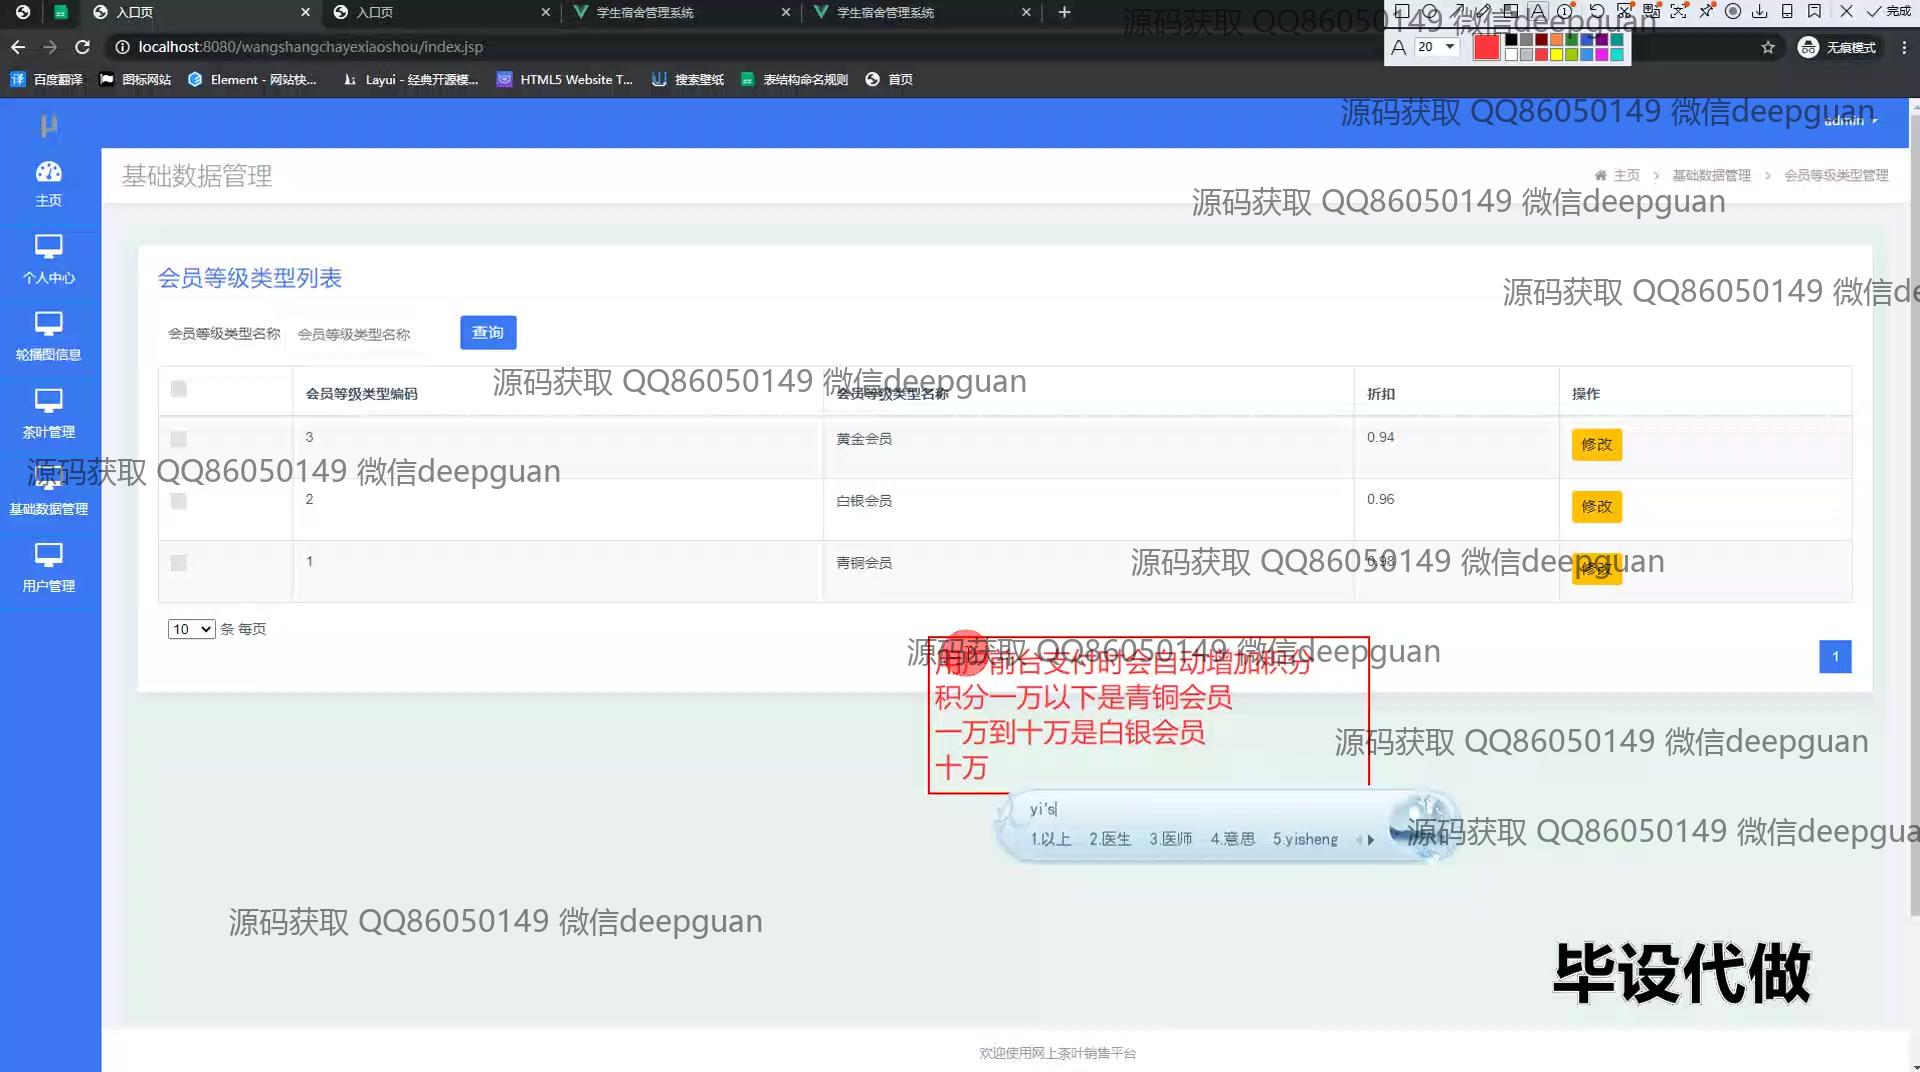 入口页
入口页
学生宿舍管理系统
学生宿舍管理系统
完成
localhost:8080/wangshangchayexiaoshou/index.jsp
A 20
无痕模式
百度翻译
图标网站
Element - 网站快...
Layui - 经典开源模...
HTML5 Website T...
搜索壁纸
表结构命名规则
首页
源码获取 QQ86050149 微信deepguan
源码获取 QQ86050149 微信deepguan
admin
μ
主页
个人中心
轮播图信息
茶叶管理
基础数据管理
用户管理
基础数据管理
主页 > 基础数据管理 > 会员等级类型管理
源码获取 QQ86050149 微信deepguan
会员等级类型列表
源码获取 QQ86050149 微信de
会员等级类型名称 会员等级类型名称 查询
源码获取 QQ86050149 微信deepguan
会员等级类型编码 会员等级类型名称 折扣 操作
3 黄金会员 0.94 修改
源码获取 QQ86050149 微信deepguan
2 白银会员 0.96 修改
1 青铜会员 0.98 修改
源码获取 QQ86050149 微信deepguan
10 条 每页
1
源码获取 QQ86050149 微信deepguan
用户前台支付时会自动增加积分
积分一万以下是青铜会员
一万到十万是白银会员
十万
源码获取 QQ86050149 微信deepguan
yi's
1.以上 2.医生 3.医师 4.意思 5.yisheng
源码获取 QQ86050149 微信deepgua
源码获取 QQ86050149 微信deepguan
毕设代做
欢迎使用网上茶叶销售平台